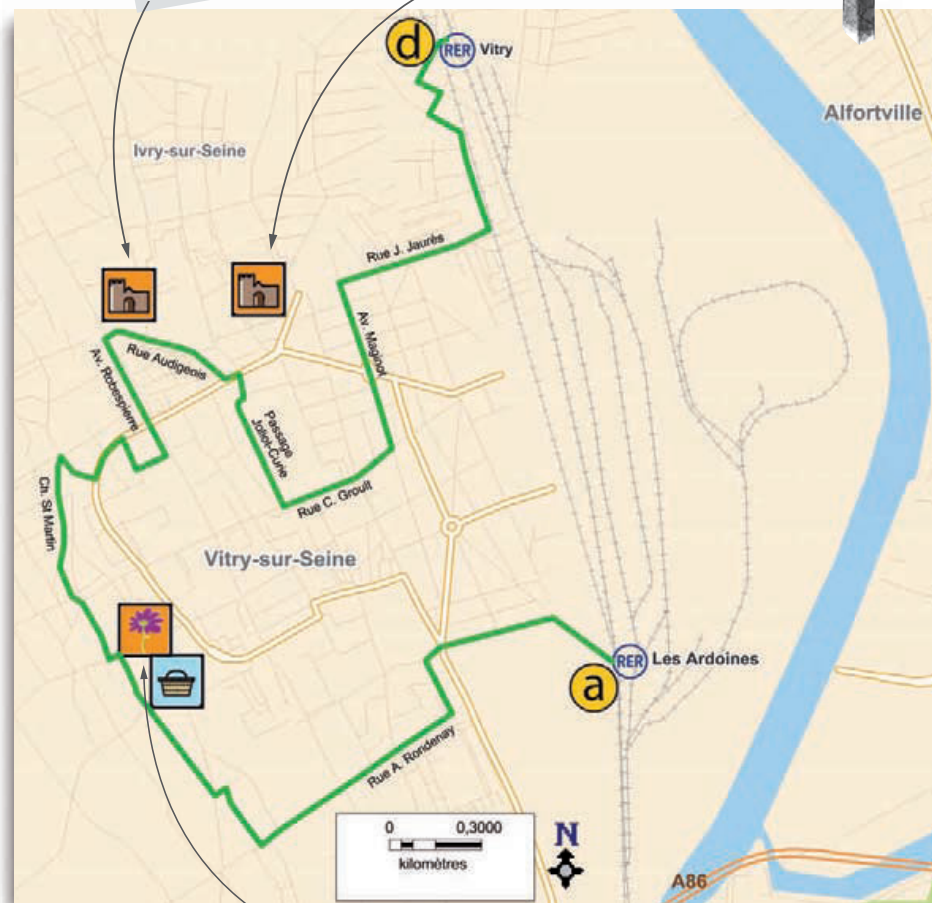 d
RER Vitry
Alfortville
Ivry-sur-Seine
Rue J. Jaurès
Av. Maginot
Rue Audigeois
Av. Robespierre
Passage
Joliot-Curie
Rue C. Groult
Ch. St Martin
Vitry-sur-Seine
RER Les Ardoines
a
Rue A. Rondenay
0 0,3000
kilomètres
N
A86